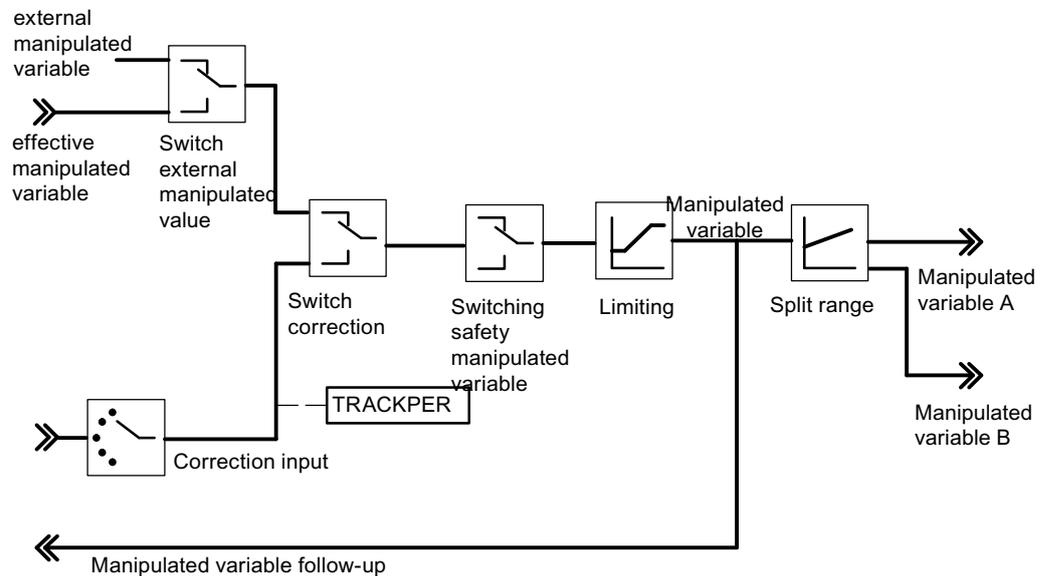 external
manipulated
variable
effective
manipulated
variable
Switch
external
manipulated
value
Switch
correction
Switching
safety
manipulated
variable
Manipulated
variable
Limiting
Split range
Manipulated
variable A
Manipulated
variable B
TRACKPER
Correction input
Manipulated variable follow-up